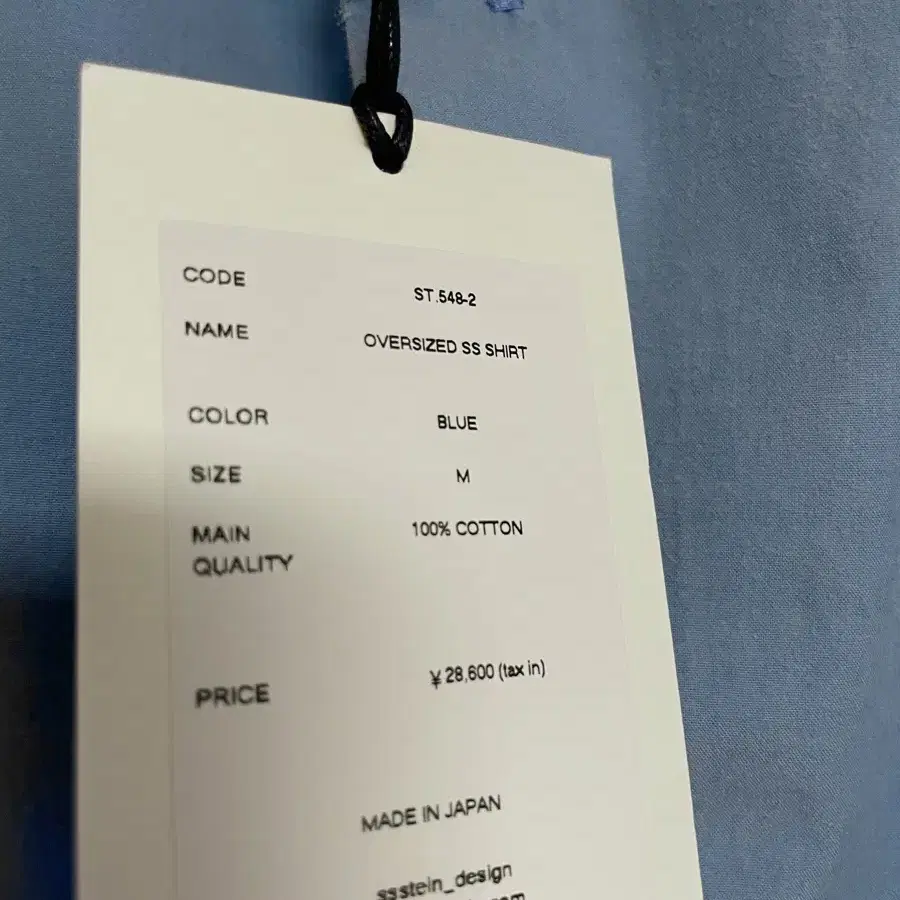 CODE ST.548-2
NAME OVERSIZED SS SHIRT
COLOR BLUE
SIZE M
MAIN QUALITY 100% COTTON
PRICE ¥28,600 (tax in)
MADE IN JAPAN
ssstein_design